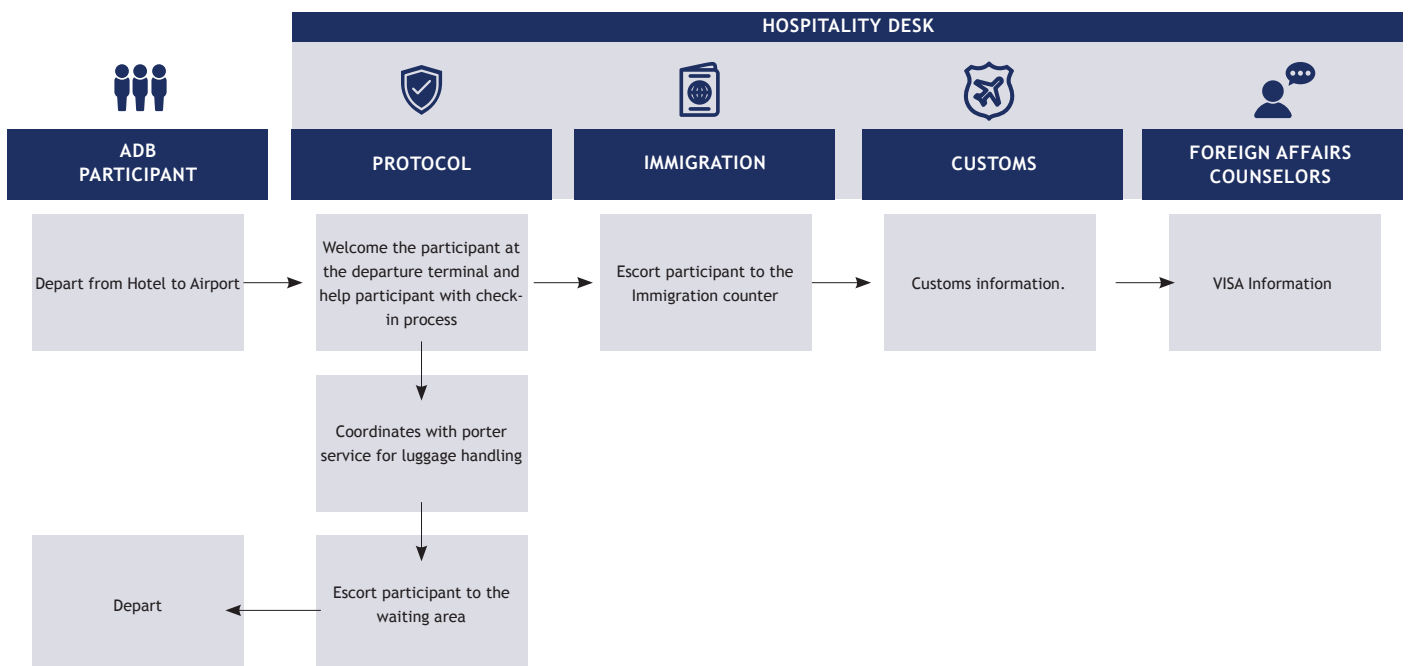 HOSPITALITY DESK
ADB
PARTICIPANT
PROTOCOL
IMMIGRATION
CUSTOMS
FOREIGN AFFAIRS
COUNSELORS
Depart from Hotel to Airport
Welcome the participant at
the departure terminal and
help participant with check-
in process
Escort participant to the
Immigration counter
Customs information.
VISA Information
Coordinates with porter
service for luggage handling
Depart
Escort participant to the
waiting area